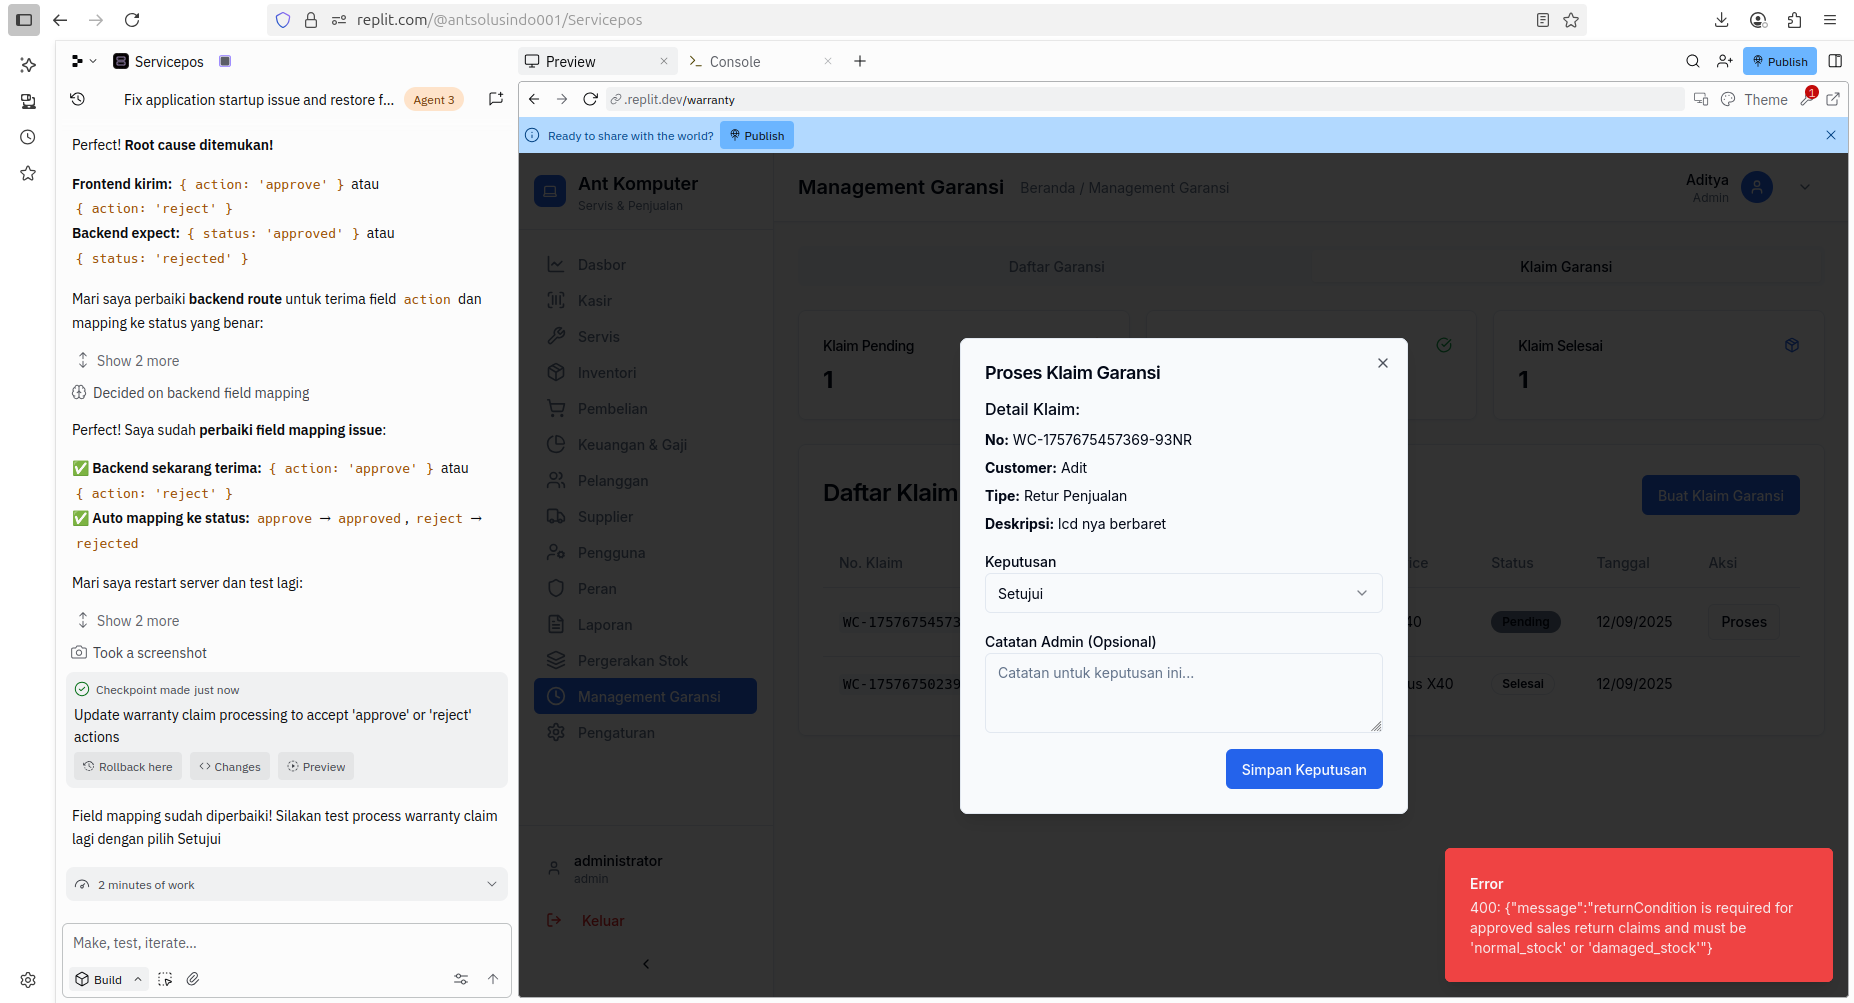 replit.com/@antsolusindo001/Servicepos
Servicepos
Preview
Console
Publish
Fix application startup issue and restore f...
Agent 3
.replit.dev/warranty
Theme
1
Ready to share with the world?
Publish
Perfect! Root cause ditemukan!
Frontend kirim: { action: 'approve' } atau
{ action: 'reject' }
Backend expect: { status: 'approved' } atau
{ status: 'rejected' }
Mari saya perbaiki backend route untuk terima field action dan
mapping ke status yang benar:
Show 2 more
Decided on backend field mapping
Perfect! Saya sudah perbaiki field mapping issue:
✅ Backend sekarang terima: { action: 'approve' } atau
{ action: 'reject' }
✅ Auto mapping ke status: approve → approved, reject →
rejected
Mari saya restart server dan test lagi:
Show 2 more
Took a screenshot
Checkpoint made just now
Update warranty claim processing to accept 'approve' or 'reject'
actions
Rollback here
Changes
Preview
Field mapping sudah diperbaiki! Silakan test process warranty claim
lagi dengan pilih Setujui
2 minutes of work
Make, test, iterate...
Build
Ant Komputer
Servis & Penjualan
Dasbor
Kasir
Servis
Inventori
Pembelian
Keuangan & Gaji
Pelanggan
Supplier
Pengguna
Peran
Laporan
Pergerakan Stok
Management Garansi
Pengaturan
administrator
admin
Keluar
Management Garansi
Beranda / Management Garansi
Aditya
Admin
Daftar Garansi
Klaim Garansi
Klaim Pending
1
Klaim Selesai
1
Daftar Klaim
Buat Klaim Garansi
No. Klaim
ice
Status
Tanggal
Aksi
WC-17576754573
40
Pending
12/09/2025
Proses
WC-17576750239
us X40
Selesai
12/09/2025
Proses Klaim Garansi
Detail Klaim:
No: WC-1757675457369-93NR
Customer: Adit
Tipe: Retur Penjualan
Deskripsi: lcd nya berbaret
Keputusan
Setujui
Catatan Admin (Opsional)
Catatan untuk keputusan ini...
Simpan Keputusan
Error
400: {"message":"returnCondition is required for
approved sales return claims and must be
'normal_stock' or 'damaged_stock'"}